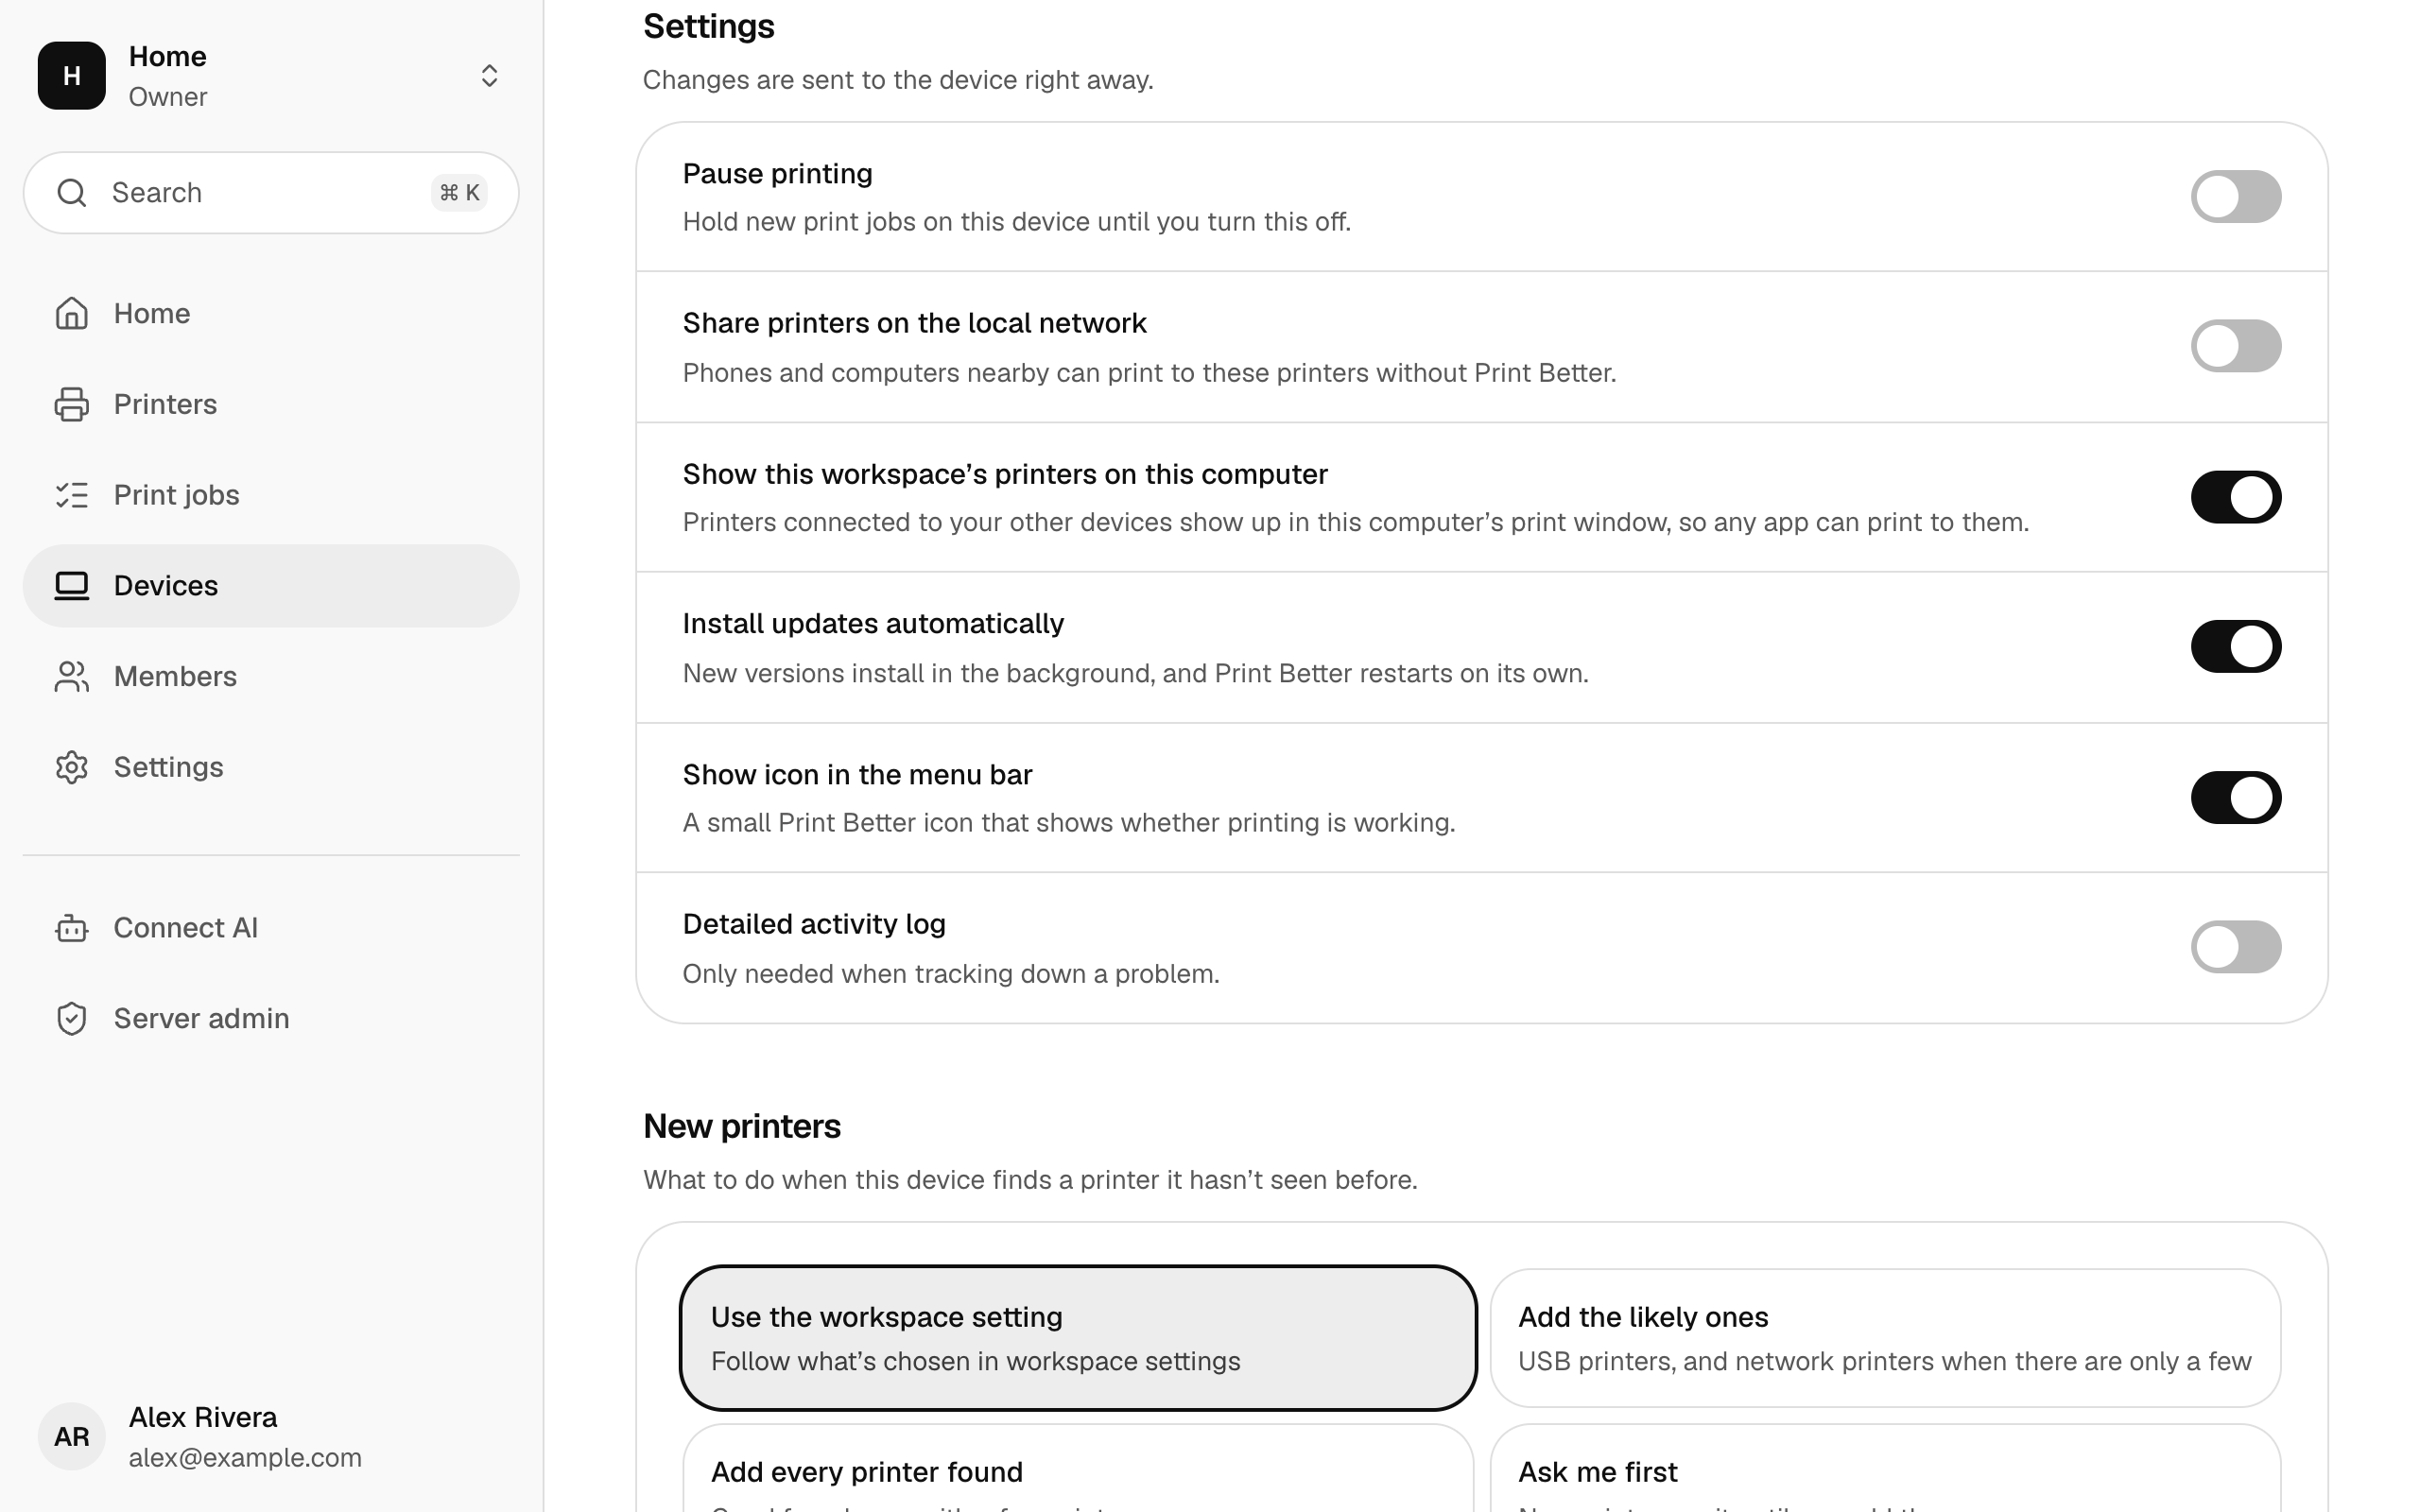 H
Home
Owner
Search
⌘ K
Home
Printers
Print jobs
Devices
Members
Settings
Connect AI
Server admin
AR
Alex Rivera
alex@example.com
Settings
Changes are sent to the device right away.
Pause printing
Hold new print jobs on this device until you turn this off.
Share printers on the local network
Phones and computers nearby can print to these printers without Print Better.
Show this workspace’s printers on this computer
Printers connected to your other devices show up in this computer’s print window, so any app can print to them.
Install updates automatically
New versions install in the background, and Print Better restarts on its own.
Show icon in the menu bar
A small Print Better icon that shows whether printing is working.
Detailed activity log
Only needed when tracking down a problem.
New printers
What to do when this device finds a printer it hasn’t seen before.
Use the workspace setting
Follow what’s chosen in workspace settings
Add the likely ones
USB printers, and network printers when there are only a few
Add every printer found
Ask me first